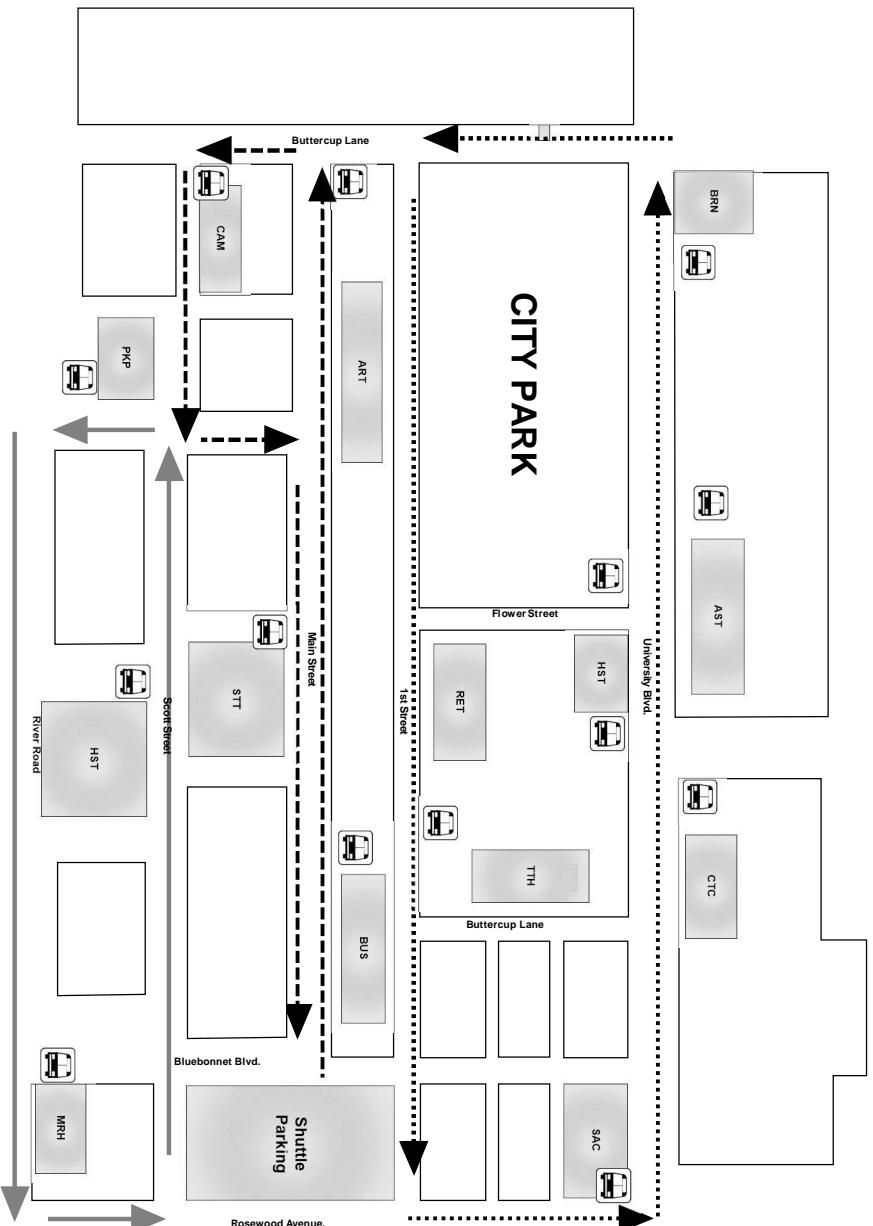 Buttercup Lane
BRN
CAM
CITY PARK
PKP
ART
AST
Flower Street
HST
University Blvd.
RET
STT
Main Street
1st Street
Scott Street
River Road
HST
CTC
TTH
BUS
Buttercup Lane
Bluebonnet Blvd.
MRH
Shuttle
Parking
SAC
Rosewood Avenue.